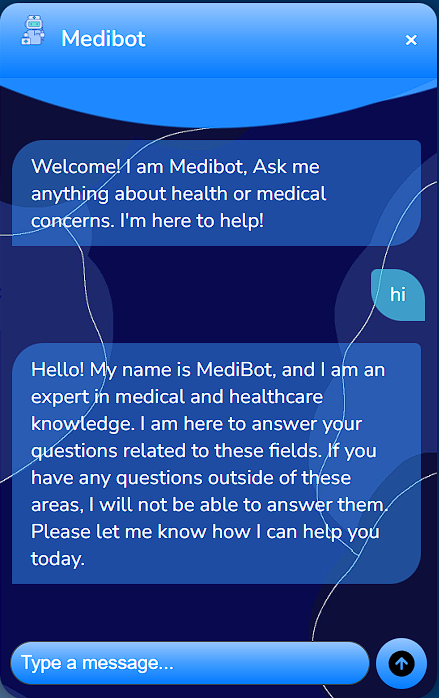 Medibot
×
Welcome! I am Medibot, Ask me
anything about health or medical
concerns. I'm here to help!
hi
Hello! My name is MediBot, and I am an
expert in medical and healthcare
knowledge. I am here to answer your
questions related to these fields. If you
have any questions outside of these
areas, I will not be able to answer them.
Please let me know how I can help you
today.
Type a message...